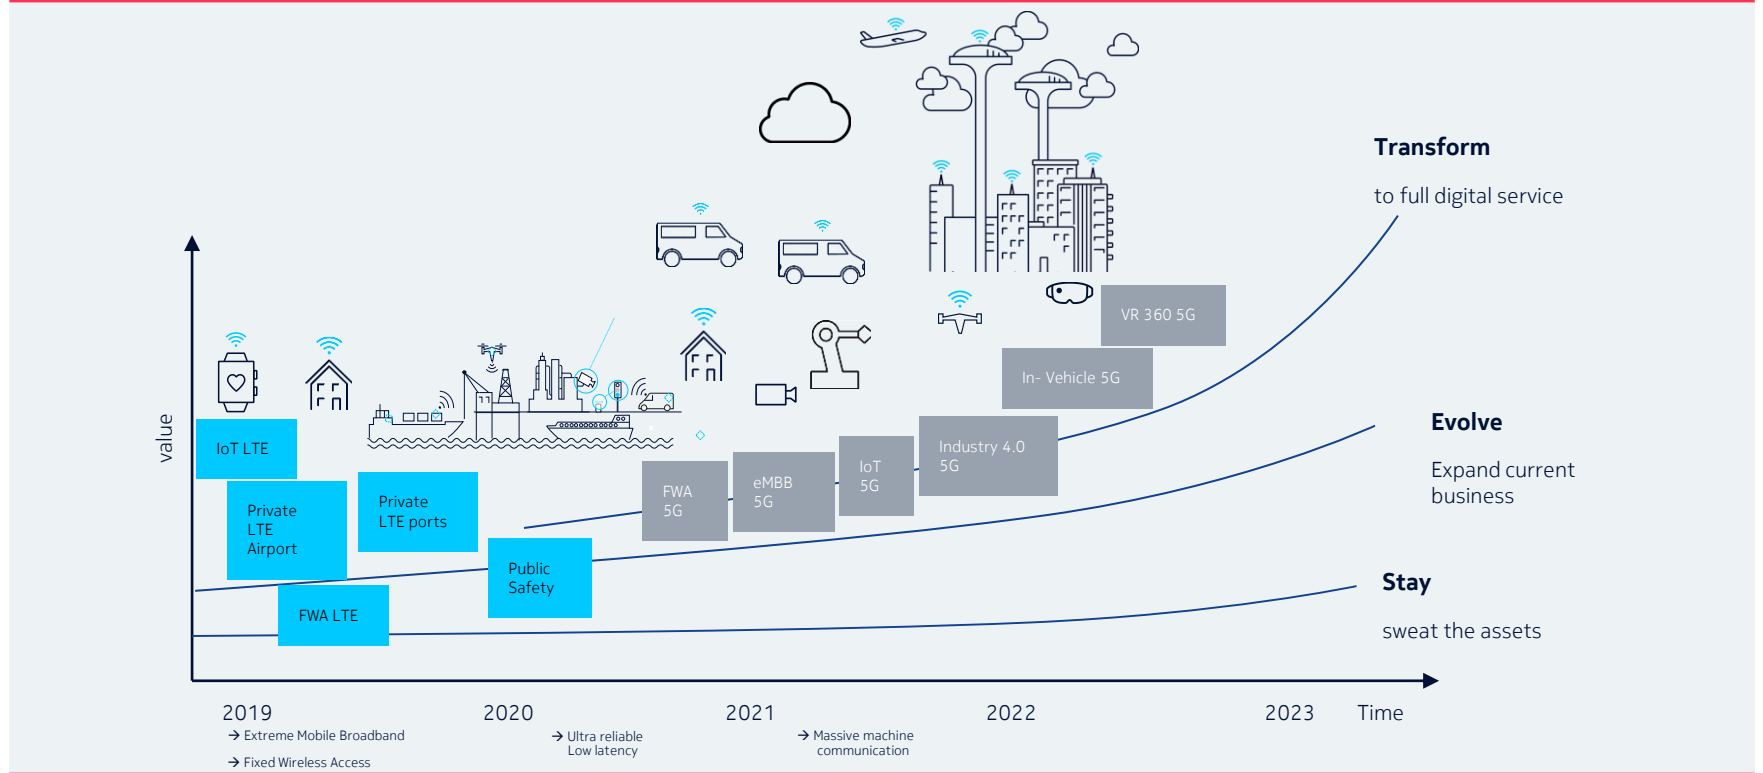 Transform
to full digital service
value
VR 360 5G
In- Vehicle 5G
Evolve
Expand current
business
IoT LTE
Industry 4.0
5G
IoT
5G
eMBB
5G
FWA
5G
Private
LTE
Airport
Private
LTE ports
Public
Safety
FWA LTE
Stay
sweat the assets
2019
2020
2021
2022
2023
Time
→ Extreme Mobile Broadband
→ Fixed Wireless Access
→ Ultra reliable
Low latency
→ Massive machine
communication